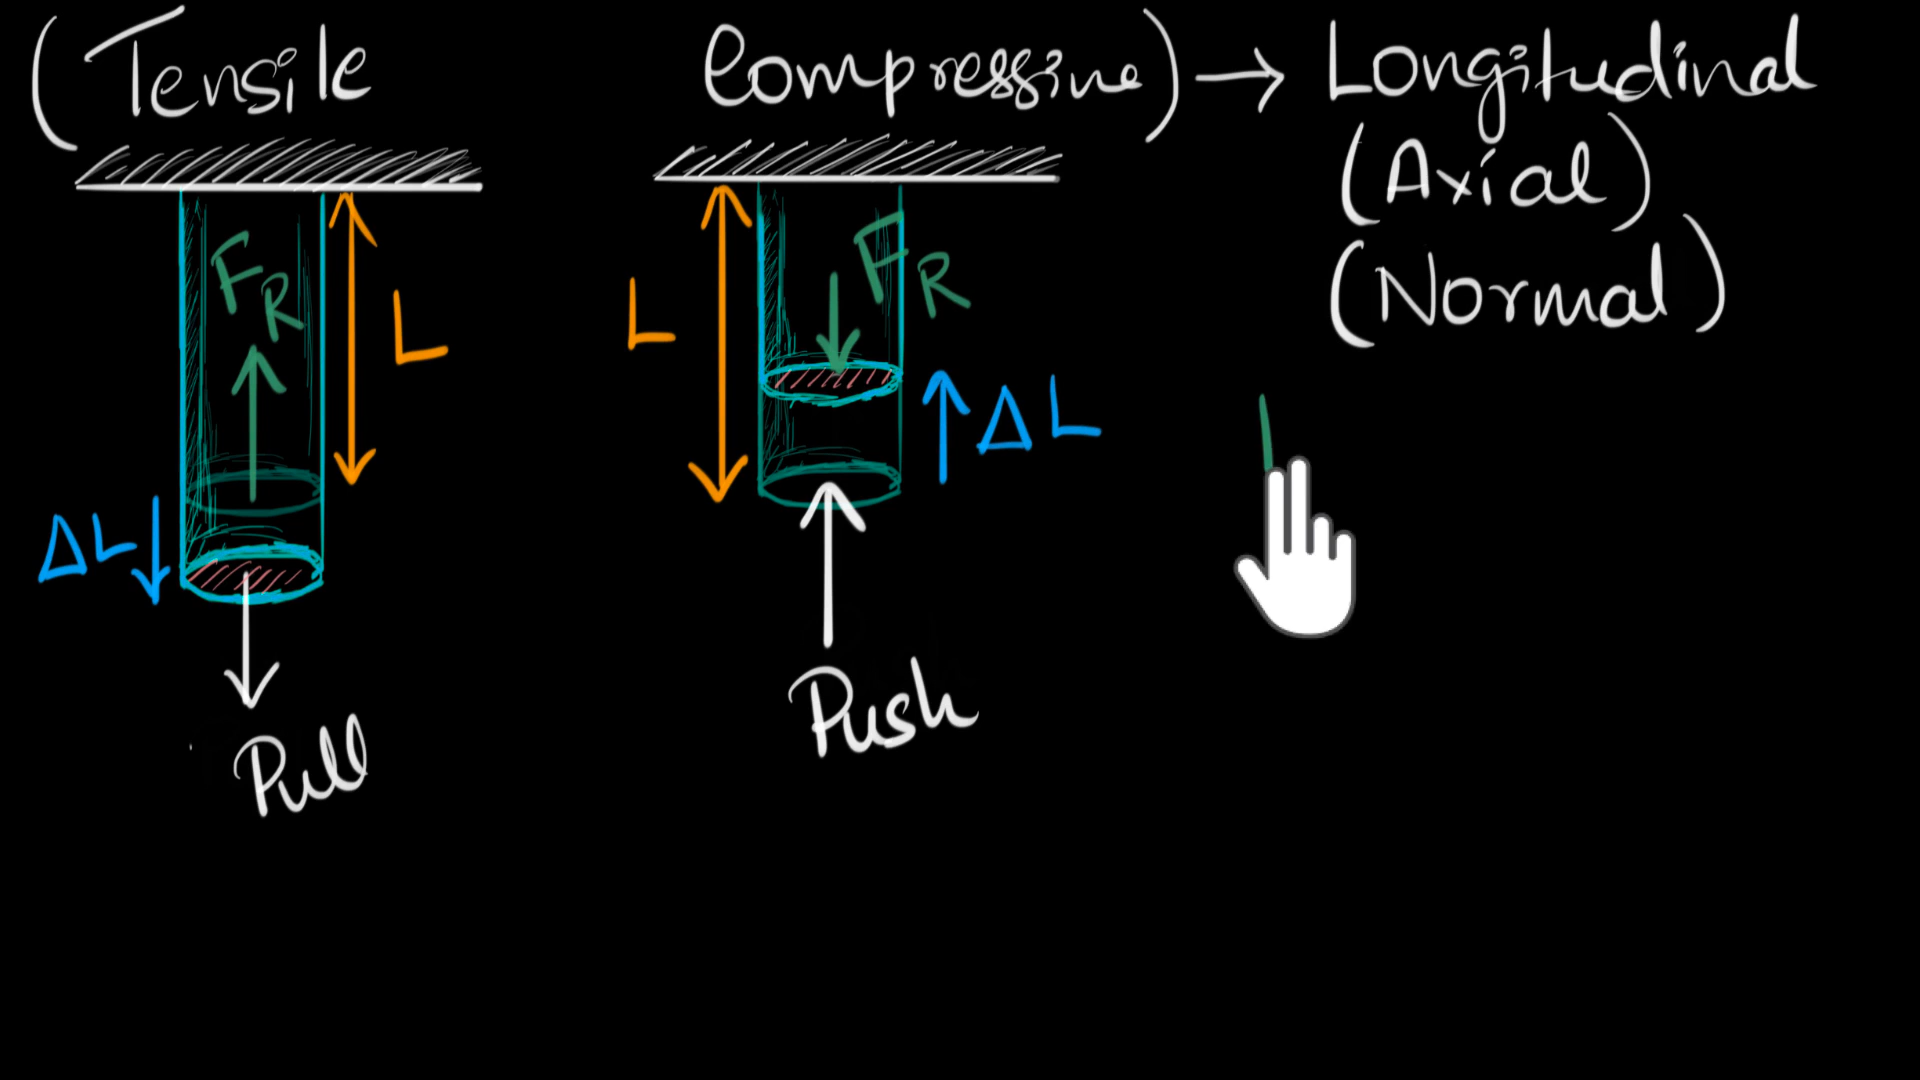 (Tensile Compressive) → Longitudinal
(Axial)
(Normal)
F_R
L
ΔL
Pull
L
F_R
ΔL
Push